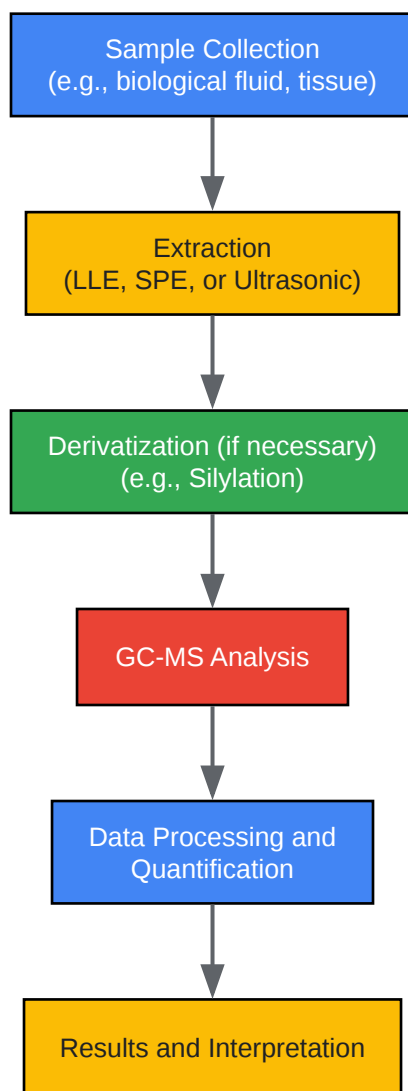 Sample Collection
(e.g., biological fluid, tissue)
Extraction
(LLE, SPE, or Ultrasonic)
Derivatization (if necessary)
(e.g., Silylation)
GC-MS Analysis
Data Processing and
Quantification
Results and Interpretation